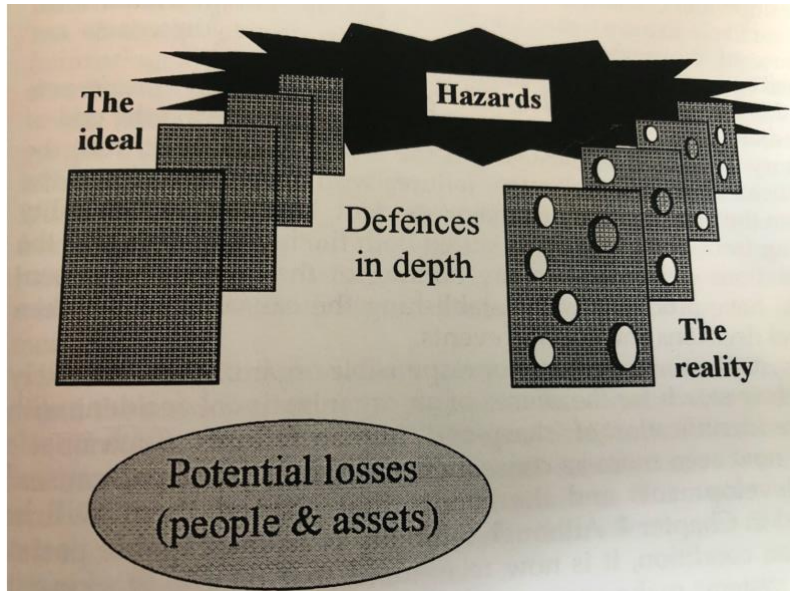 Hazards
The
ideal
Defences
in depth
The
reality
Potential losses
(people & assets)